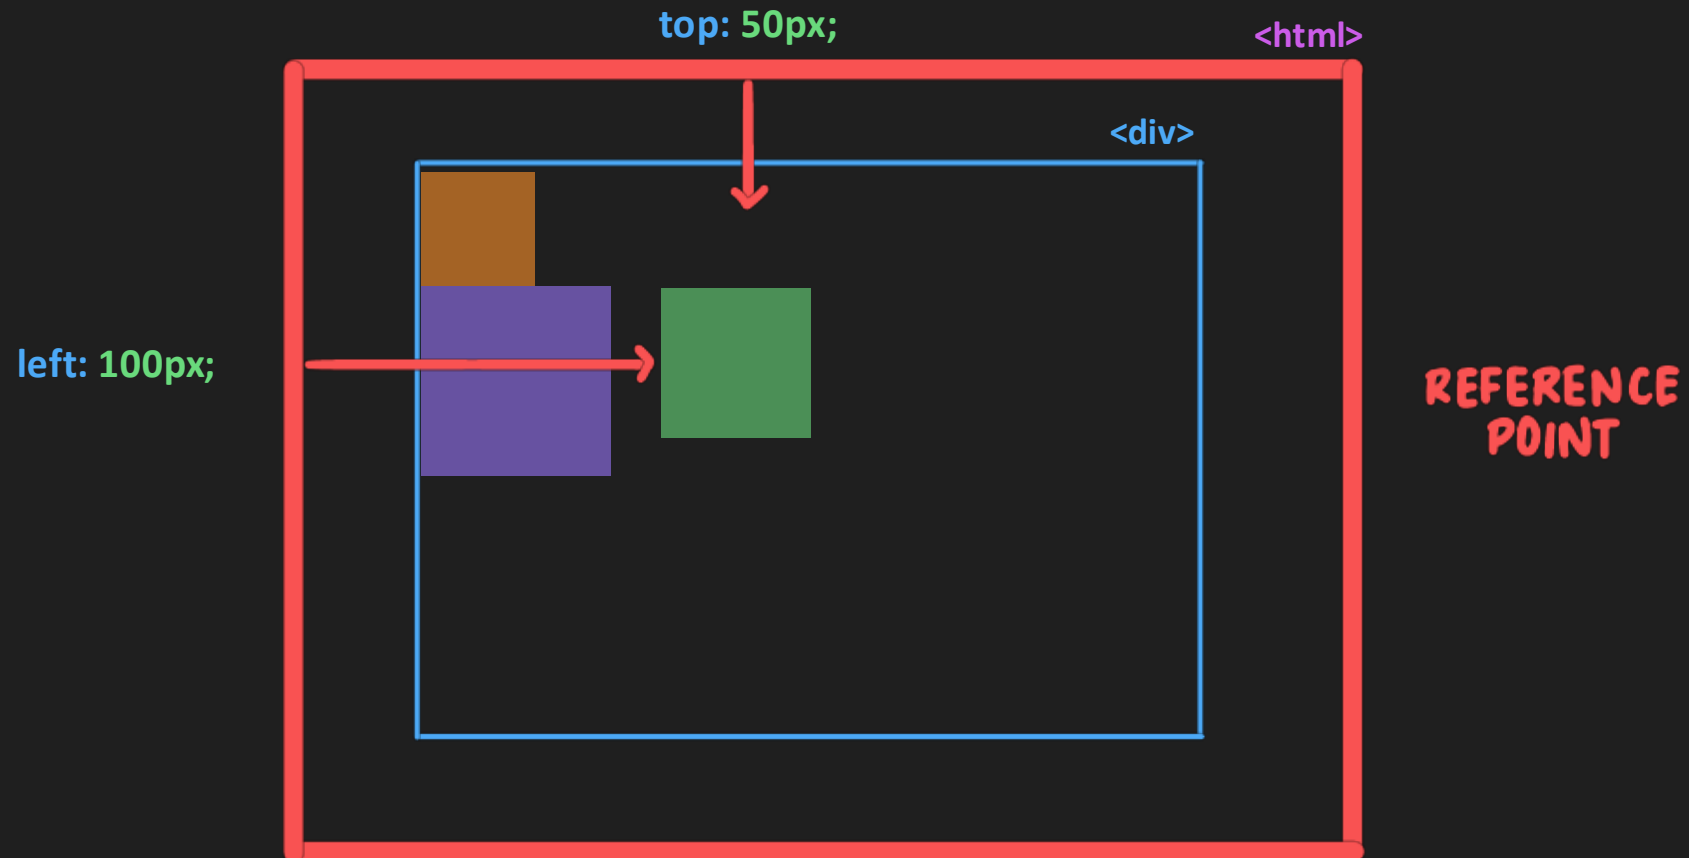 top: 50px;
<html>
<div>
left: 100px;
REFERENCE
POINT